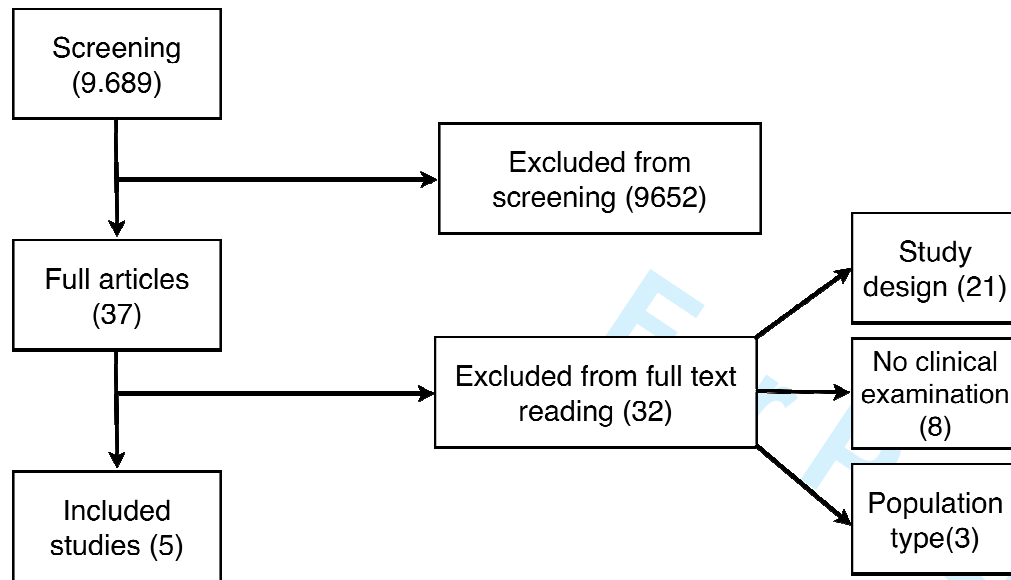 Screening
(9.689)
Excluded from
screening (9652)
Full articles
(37)
Excluded from full text
reading (32)
Study
design (21)
No clinical
examination
(8)
Population
type(3)
Included
studies (5)